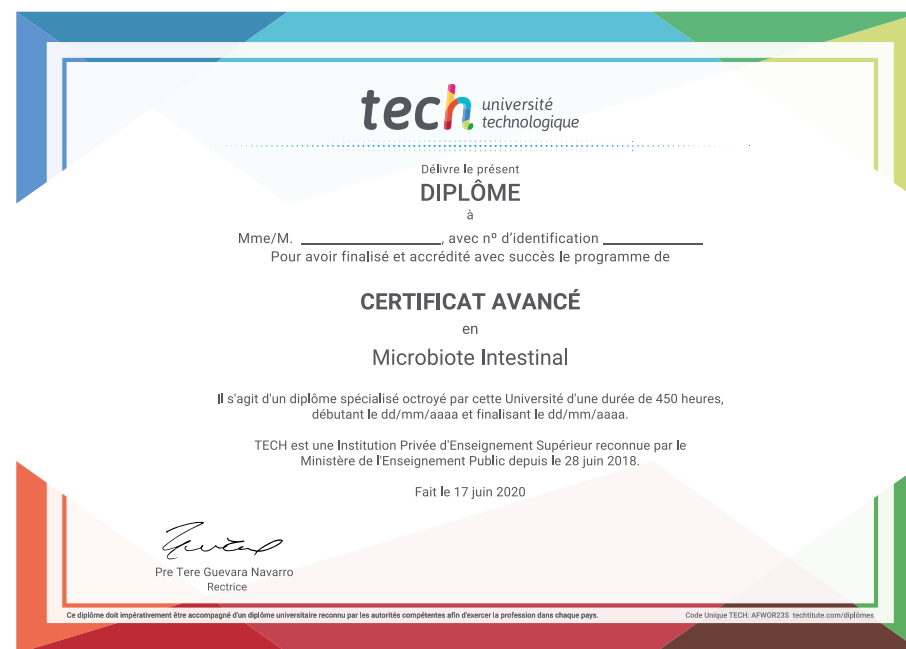 tech université
technologique
Délivre le présent
DIPLÔME
à
Mme/M. ____________________, avec nº d'identification ______________
Pour avoir finalisé et accrédité avec succès le programme de
CERTIFICAT AVANCÉ
en
Microbiote Intestinal
Il s'agit d'un diplôme spécialisé octroyé par cette Université d'une durée de 450 heures,
débutant le dd/mm/aaaa et finalisant le dd/mm/aaaa.
TECH est une Institution Privée d'Enseignement Supérieur reconnue par le
Ministère de l'Enseignement Public depuis le 28 juin 2018.
Fait le 17 juin 2020
Pre Tere Guevara Navarro
Rectrice
Ce diplôme doit impérativement être accompagné d'un diplôme universitaire reconnu par les autorités compétentes afin d'exercer la profession dans chaque pays. Code Unique TECH: AFWOR23S techtitute.com/diplômes